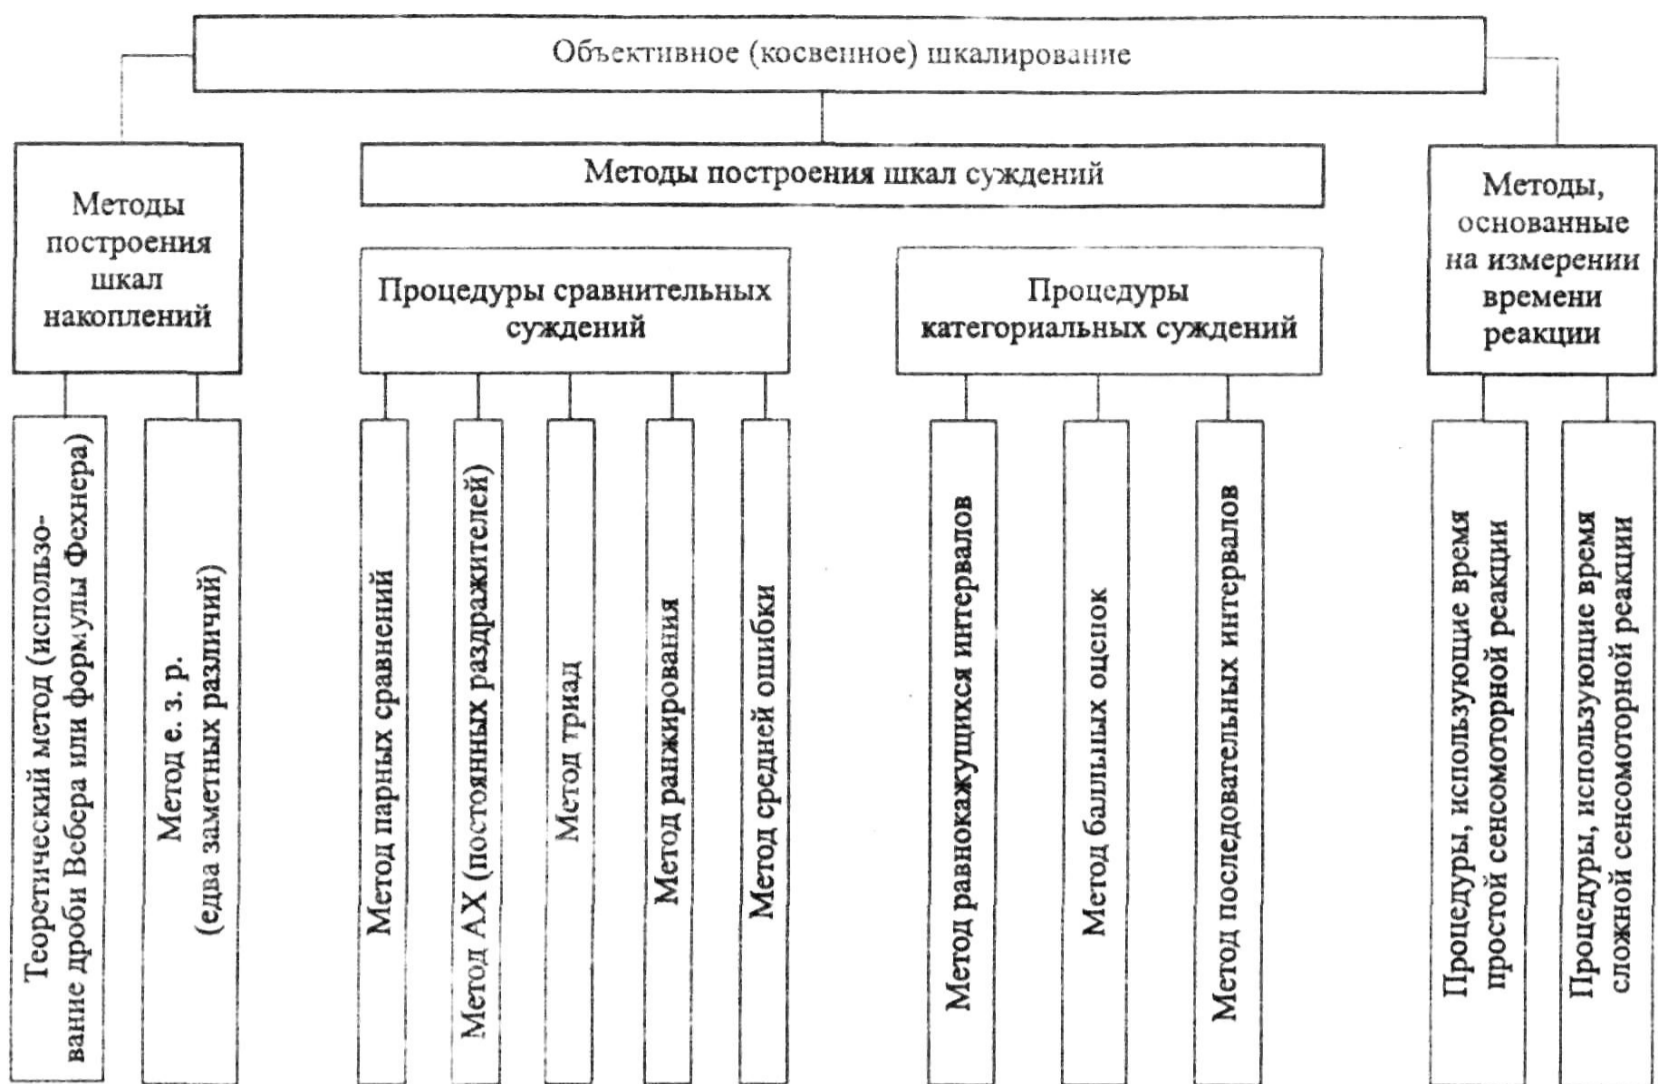 Объективное (косвенное) шкалирование
Методы
построения
шкал
накоплений
Методы построения шкал суждений
Процедуры сравнительных
суждений
Процедуры
категориальных суждений
Методы,
основанные
на измерении
времени
реакции
Теоретический метод (использо-
вание дроби Вебера или формулы Фехнера)
Метод е. з. р.
(едва заметных различий)
Метод парных сравнений
Метод АХ (постоянных раздражителей)
Метод триад
Метод ранжирования
Метод средней ошибки
Метод равнокажущихся интервалов
Метод балльных оценок
Метод последовательных интервалов
Процедуры, использующие время
простой сенсомоторной реакции
Процедуры, использующие время
сложной сенсомоторной реакции